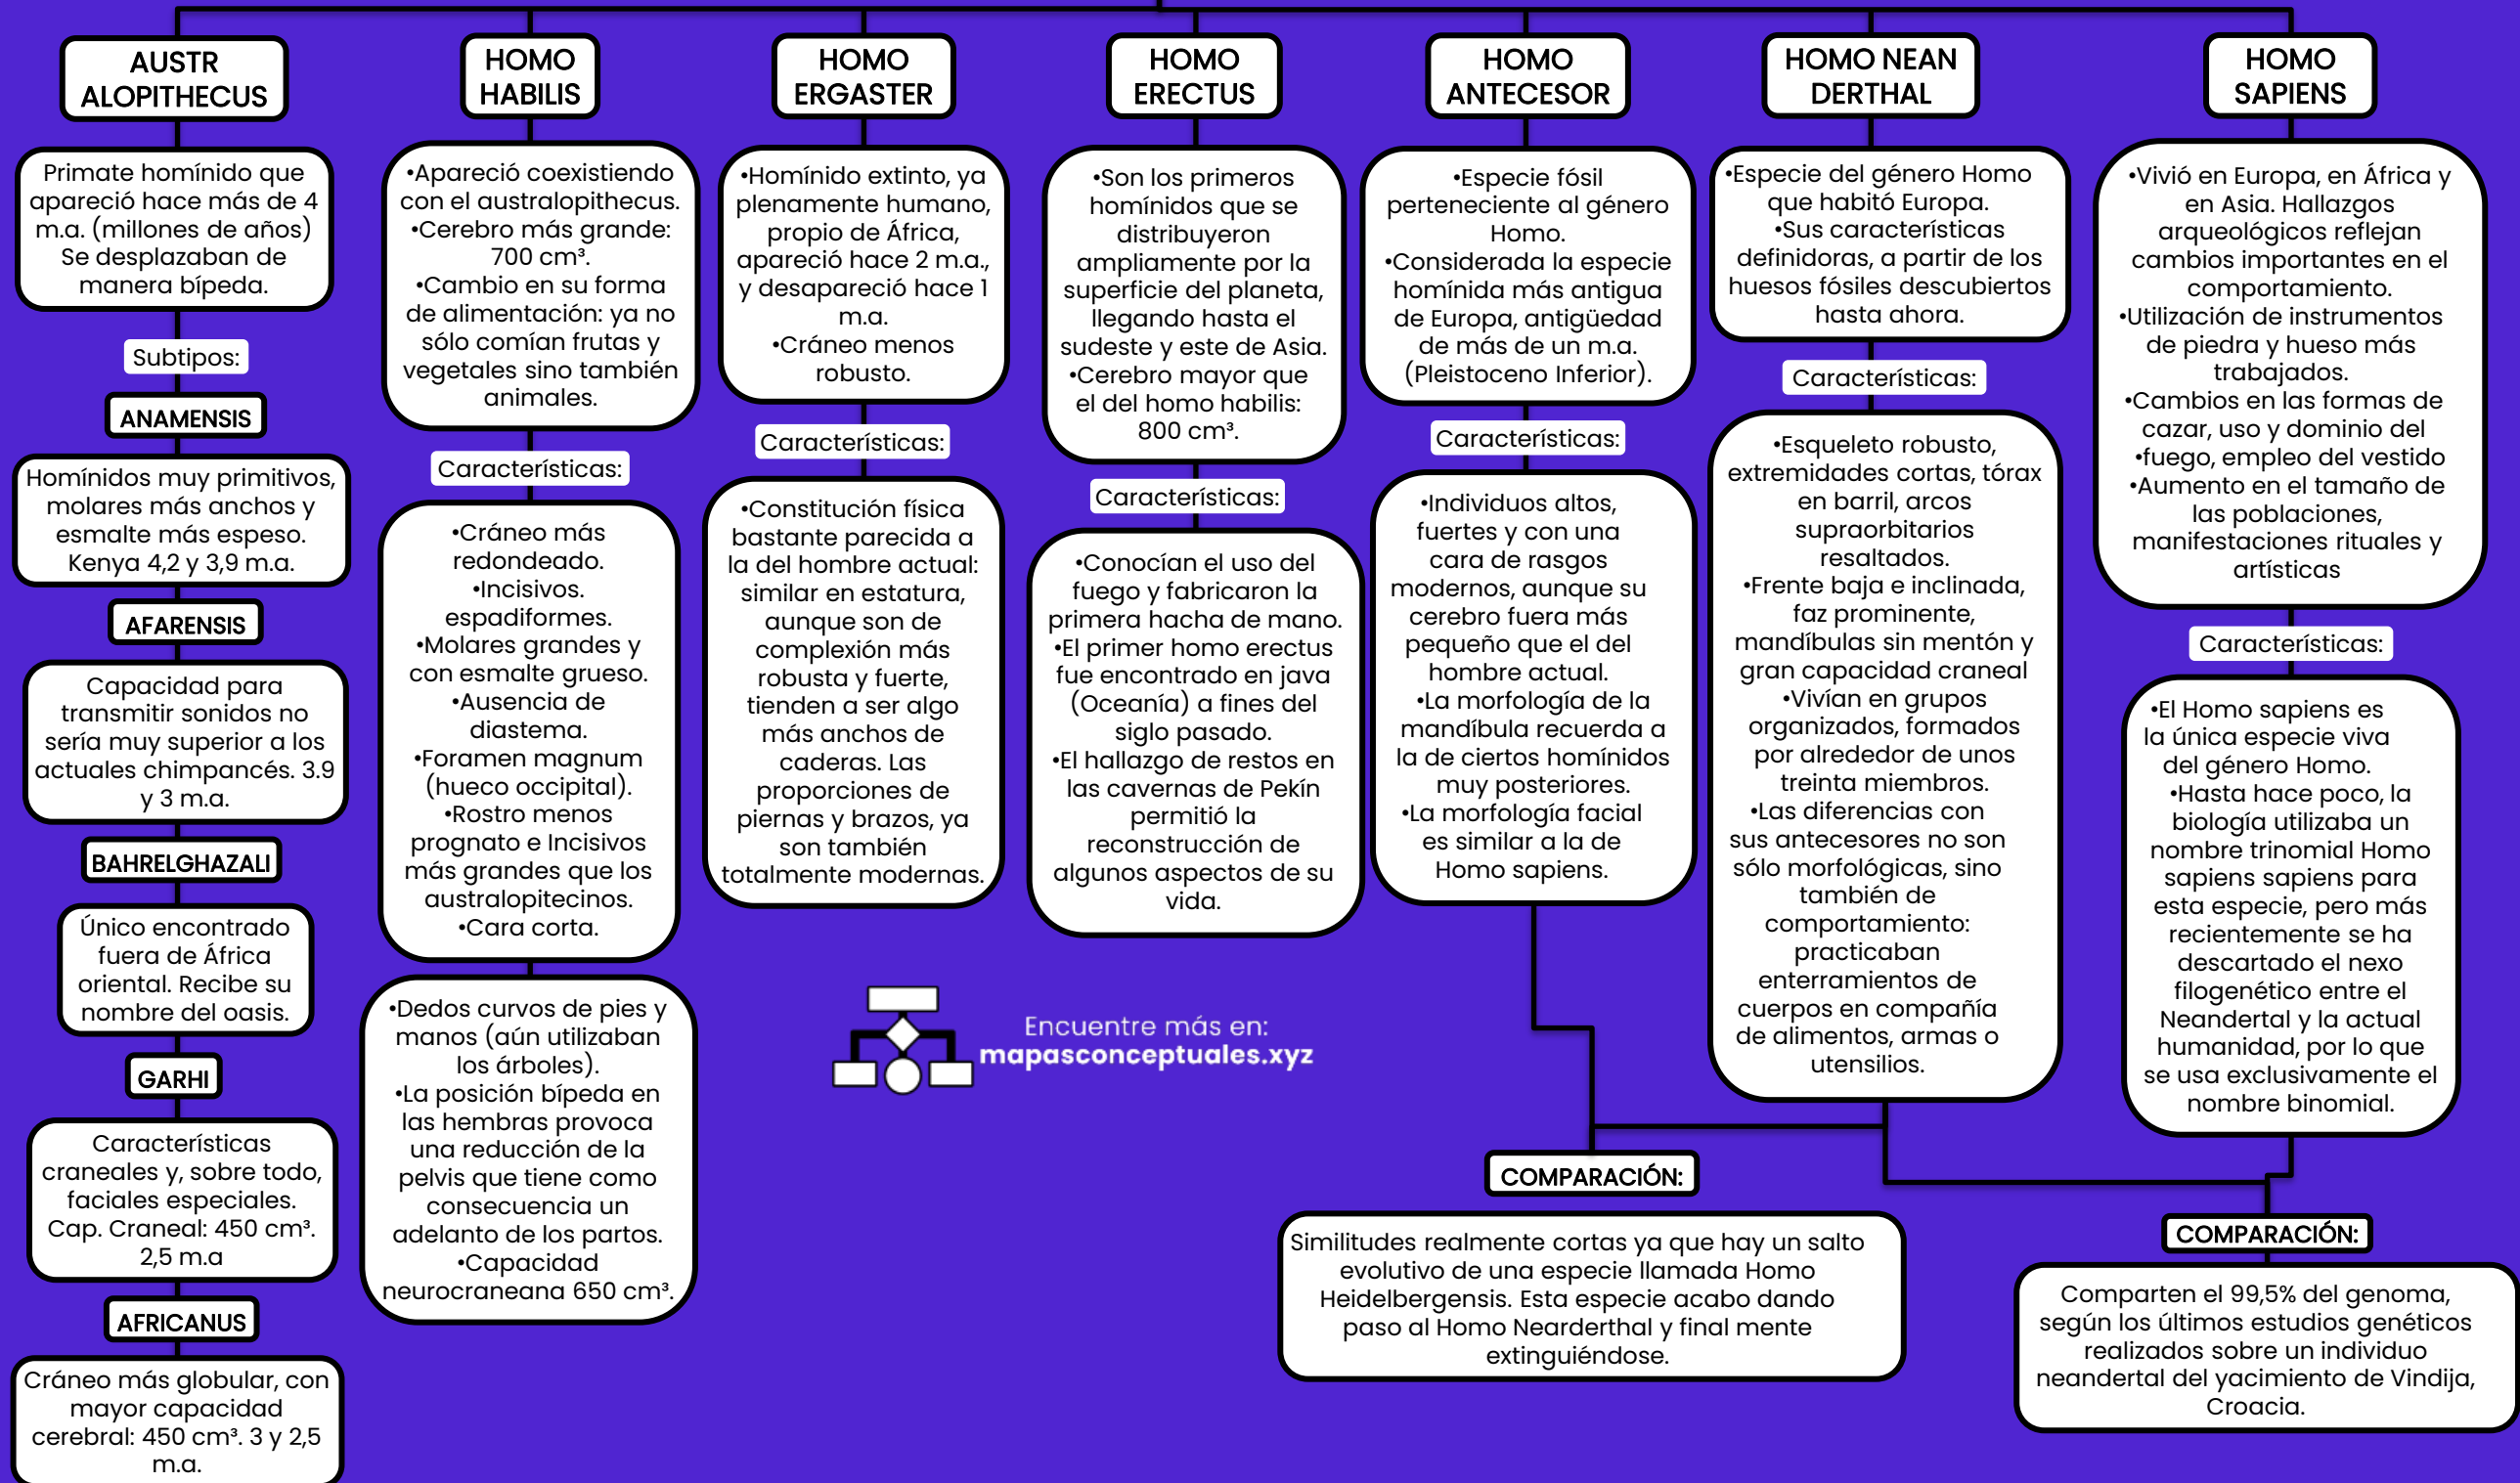 AUSTR
ALOPITHECUS
Primate homínido que
apareció hace más de 4
m.a. (millones de años)
Se desplazaban de
manera bípeda.
Subtipos:
ANAMENSIS
Homínidos muy primitivos,
molares más anchos y
esmalte más espeso.
Kenya 4,2 y 3,9 m.a.
AFARENSIS
Capacidad para
transmitir sonidos no
sería muy superior a los
actuales chimpancés. 3.9
y 3 m.a.
BAHRELGHAZALI
Único encontrado
fuera de África
oriental. Recibe su
nombre del oasis.
GARHI
Características
craneales y, sobre todo,
faciales especiales.
Cap. Craneal: 450 cm³.
2,5 m.a
AFRICANUS
Cráneo más globular, con
mayor capacidad
cerebral: 450 cm³. 3 y 2,5
m.a.
HOMO
HABILIS
•Apareció coexistiendo
con el australopithecus.
•Cerebro más grande:
700 cm³.
•Cambio en su forma
de alimentación: ya no
sólo comían frutas y
vegetales sino también
animales.
Características:
•Cráneo más
redondeado.
•Incisivos.
espadiformes.
•Molares grandes y
con esmalte grueso.
•Ausencia de
diastema.
•Foramen magnum
(hueco occipital).
•Rostro menos
prognato e Incisivos
más grandes que los
australopitecinos.
•Cara corta.
•Dedos curvos de pies y
manos (aún utilizaban
los árboles).
•La posición bípeda en
las hembras provoca
una reducción de la
pelvis que tiene como
consecuencia un
adelanto de los partos.
•Capacidad
neurocraneana 650 cm³.
HOMO
ERGASTER
•Homínido extinto, ya
plenamente humano,
propio de África,
apareció hace 2 m.a.,
y desapareció hace 1
m.a.
•Cráneo menos
robusto.
Características:
•Constitución física
bastante parecida a
la del hombre actual:
similar en estatura,
aunque son de
complexión más
robusta y fuerte,
tienden a ser algo
más anchos de
caderas. Las
proporciones de
piernas y brazos, ya
son también
totalmente modernas.
HOMO
ERECTUS
•Son los primeros
homínidos que se
distribuyeron
ampliamente por la
superficie del planeta,
llegando hasta el
sudeste y este de Asia.
•Cerebro mayor que
el del homo habilis:
800 cm³.
Características:
•Conocían el uso del
fuego y fabricaron la
primera hacha de mano.
•El primer homo erectus
fue encontrado en java
(Oceanía) a fines del
siglo pasado.
•El hallazgo de restos en
las cavernas de Pekín
permitió la
reconstrucción de
algunos aspectos de su
vida.
HOMO
ANTECESOR
•Especie fósil
perteneciente al género
Homo.
•Considerada la especie
homínida más antigua
de Europa, antigüedad
de más de un m.a.
(Pleistoceno Inferior).
Características:
•Individuos altos,
fuertes y con una
cara de rasgos
modernos, aunque su
cerebro fuera más
pequeño que el del
hombre actual.
•La morfología de la
mandíbula recuerda a
la de ciertos homínidos
muy posteriores.
•La morfología facial
es similar a la de
Homo sapiens.
HOMO NEAN
DERTHAL
•Especie del género Homo
que habitó Europa.
•Sus características
definidoras, a partir de los
huesos fósiles descubiertos
hasta ahora.
Características:
•Esqueleto robusto,
extremidades cortas, tórax
en barril, arcos
supraorbitarios
resaltados.
•Frente baja e inclinada,
faz prominente,
mandíbulas sin mentón y
gran capacidad craneal
•Vivían en grupos
organizados, formados
por alrededor de unos
treinta miembros.
•Las diferencias con
sus antecesores no son
sólo morfológicas, sino
también de
comportamiento:
practicaban
enterramientos de
cuerpos en compañía
de alimentos, armas o
utensilios.
HOMO
SAPIENS
•Vivió en Europa, en África y
en Asia. Hallazgos
arqueológicos reflejan
cambios importantes en el
comportamiento.
•Utilización de instrumentos
de piedra y hueso más
trabajados.
•Cambios en las formas de
cazar, uso y dominio del
•fuego, empleo del vestido
•Aumento en el tamaño de
las poblaciones,
manifestaciones rituales y
artísticas
Características:
•El Homo sapiens es
la única especie viva
del género Homo.
•Hasta hace poco, la
biología utilizaba un
nombre trinomial Homo
sapiens sapiens para
esta especie, pero más
recientemente se ha
descartado el nexo
filogenético entre el
Neandertal y la actual
humanidad, por lo que
se usa exclusivamente el
nombre binomial.
Encuentre más en:
mapasconceptuales.xyz
COMPARACIÓN:
Similitudes realmente cortas ya que hay un salto
evolutivo de una especie llamada Homo
Heidelbergensis. Esta especie acabo dando
paso al Homo Nearderthal y final mente
extinguiéndose.
COMPARACIÓN:
Comparten el 99,5% del genoma,
según los últimos estudios genéticos
realizados sobre un individuo
neandertal del yacimiento de Vindija,
Croacia.